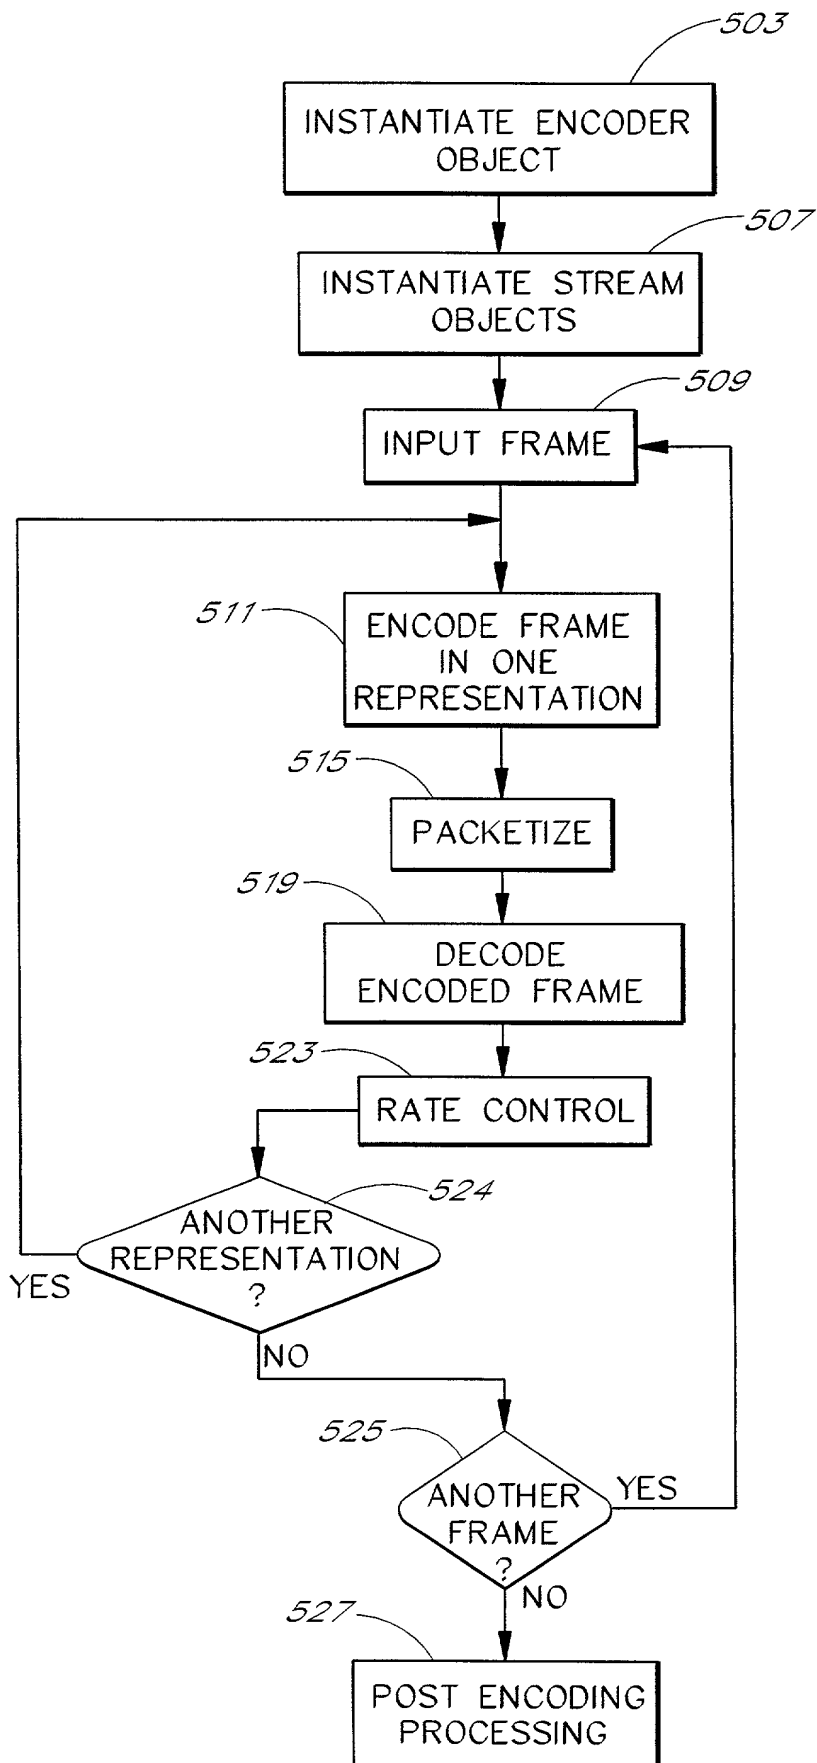 503
INSTANTIATE ENCODER
OBJECT
507
INSTANTIATE STREAM
OBJECTS
509
INPUT FRAME
511
ENCODE FRAME
IN ONE
REPRESENTATION
515
PACKETIZE
519
DECODE
ENCODED FRAME
523
RATE CONTROL
524
ANOTHER
REPRESENTATION
?
YES
NO
525
ANOTHER
FRAME
?
YES
NO
527
POST ENCODING
PROCESSING